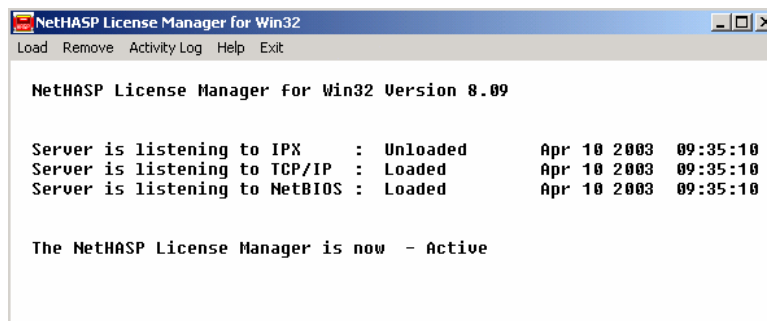 NetHASP License Manager for Win32
Load Remove Activity Log Help Exit
NetHASP License Manager for Win32 Version 8.09
Server is listening to IPX : Unloaded Apr 10 2003 09:35:10
Server is listening to TCP/IP : Loaded Apr 10 2003 09:35:10
Server is listening to NetBIOS : Loaded Apr 10 2003 09:35:10
The NetHASP License Manager is now - Active